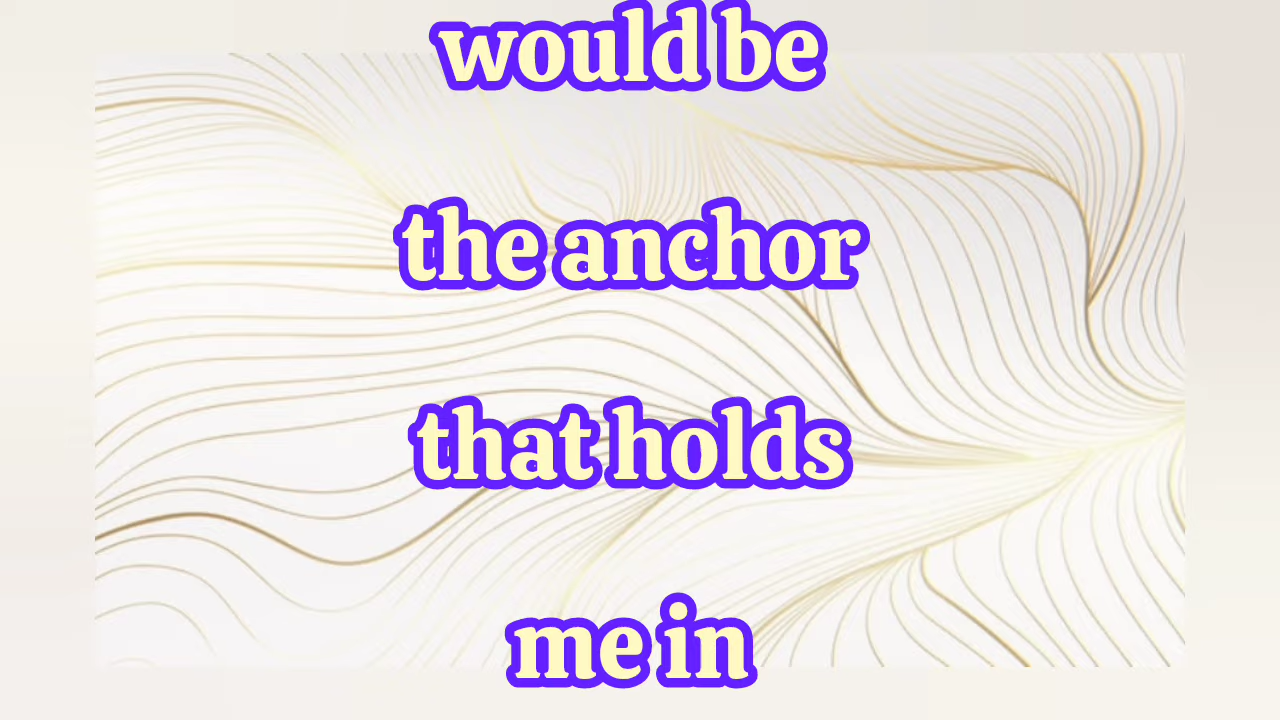 would be
the anchor
that holds
me in